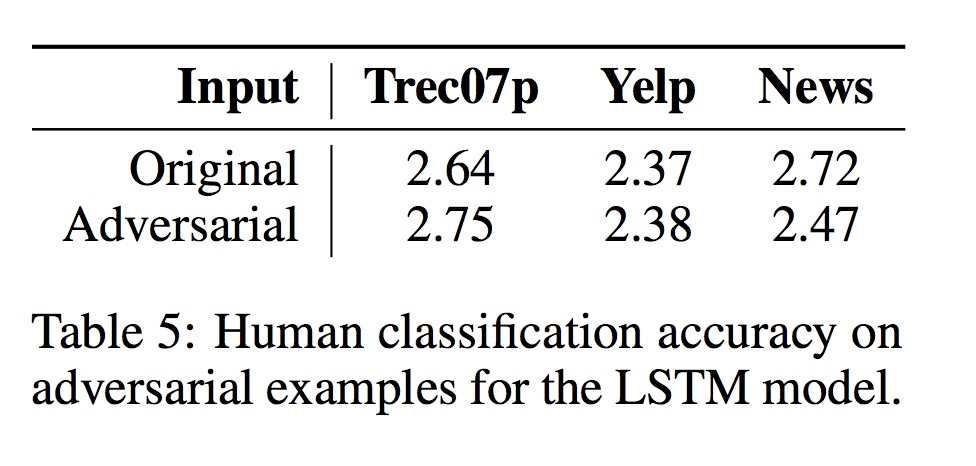 Input Trec07p Yelp News
Original 2.64 2.37 2.72
Adversarial 2.75 2.38 2.47
Table 5: Human classification accuracy on
adversarial examples for the LSTM model.